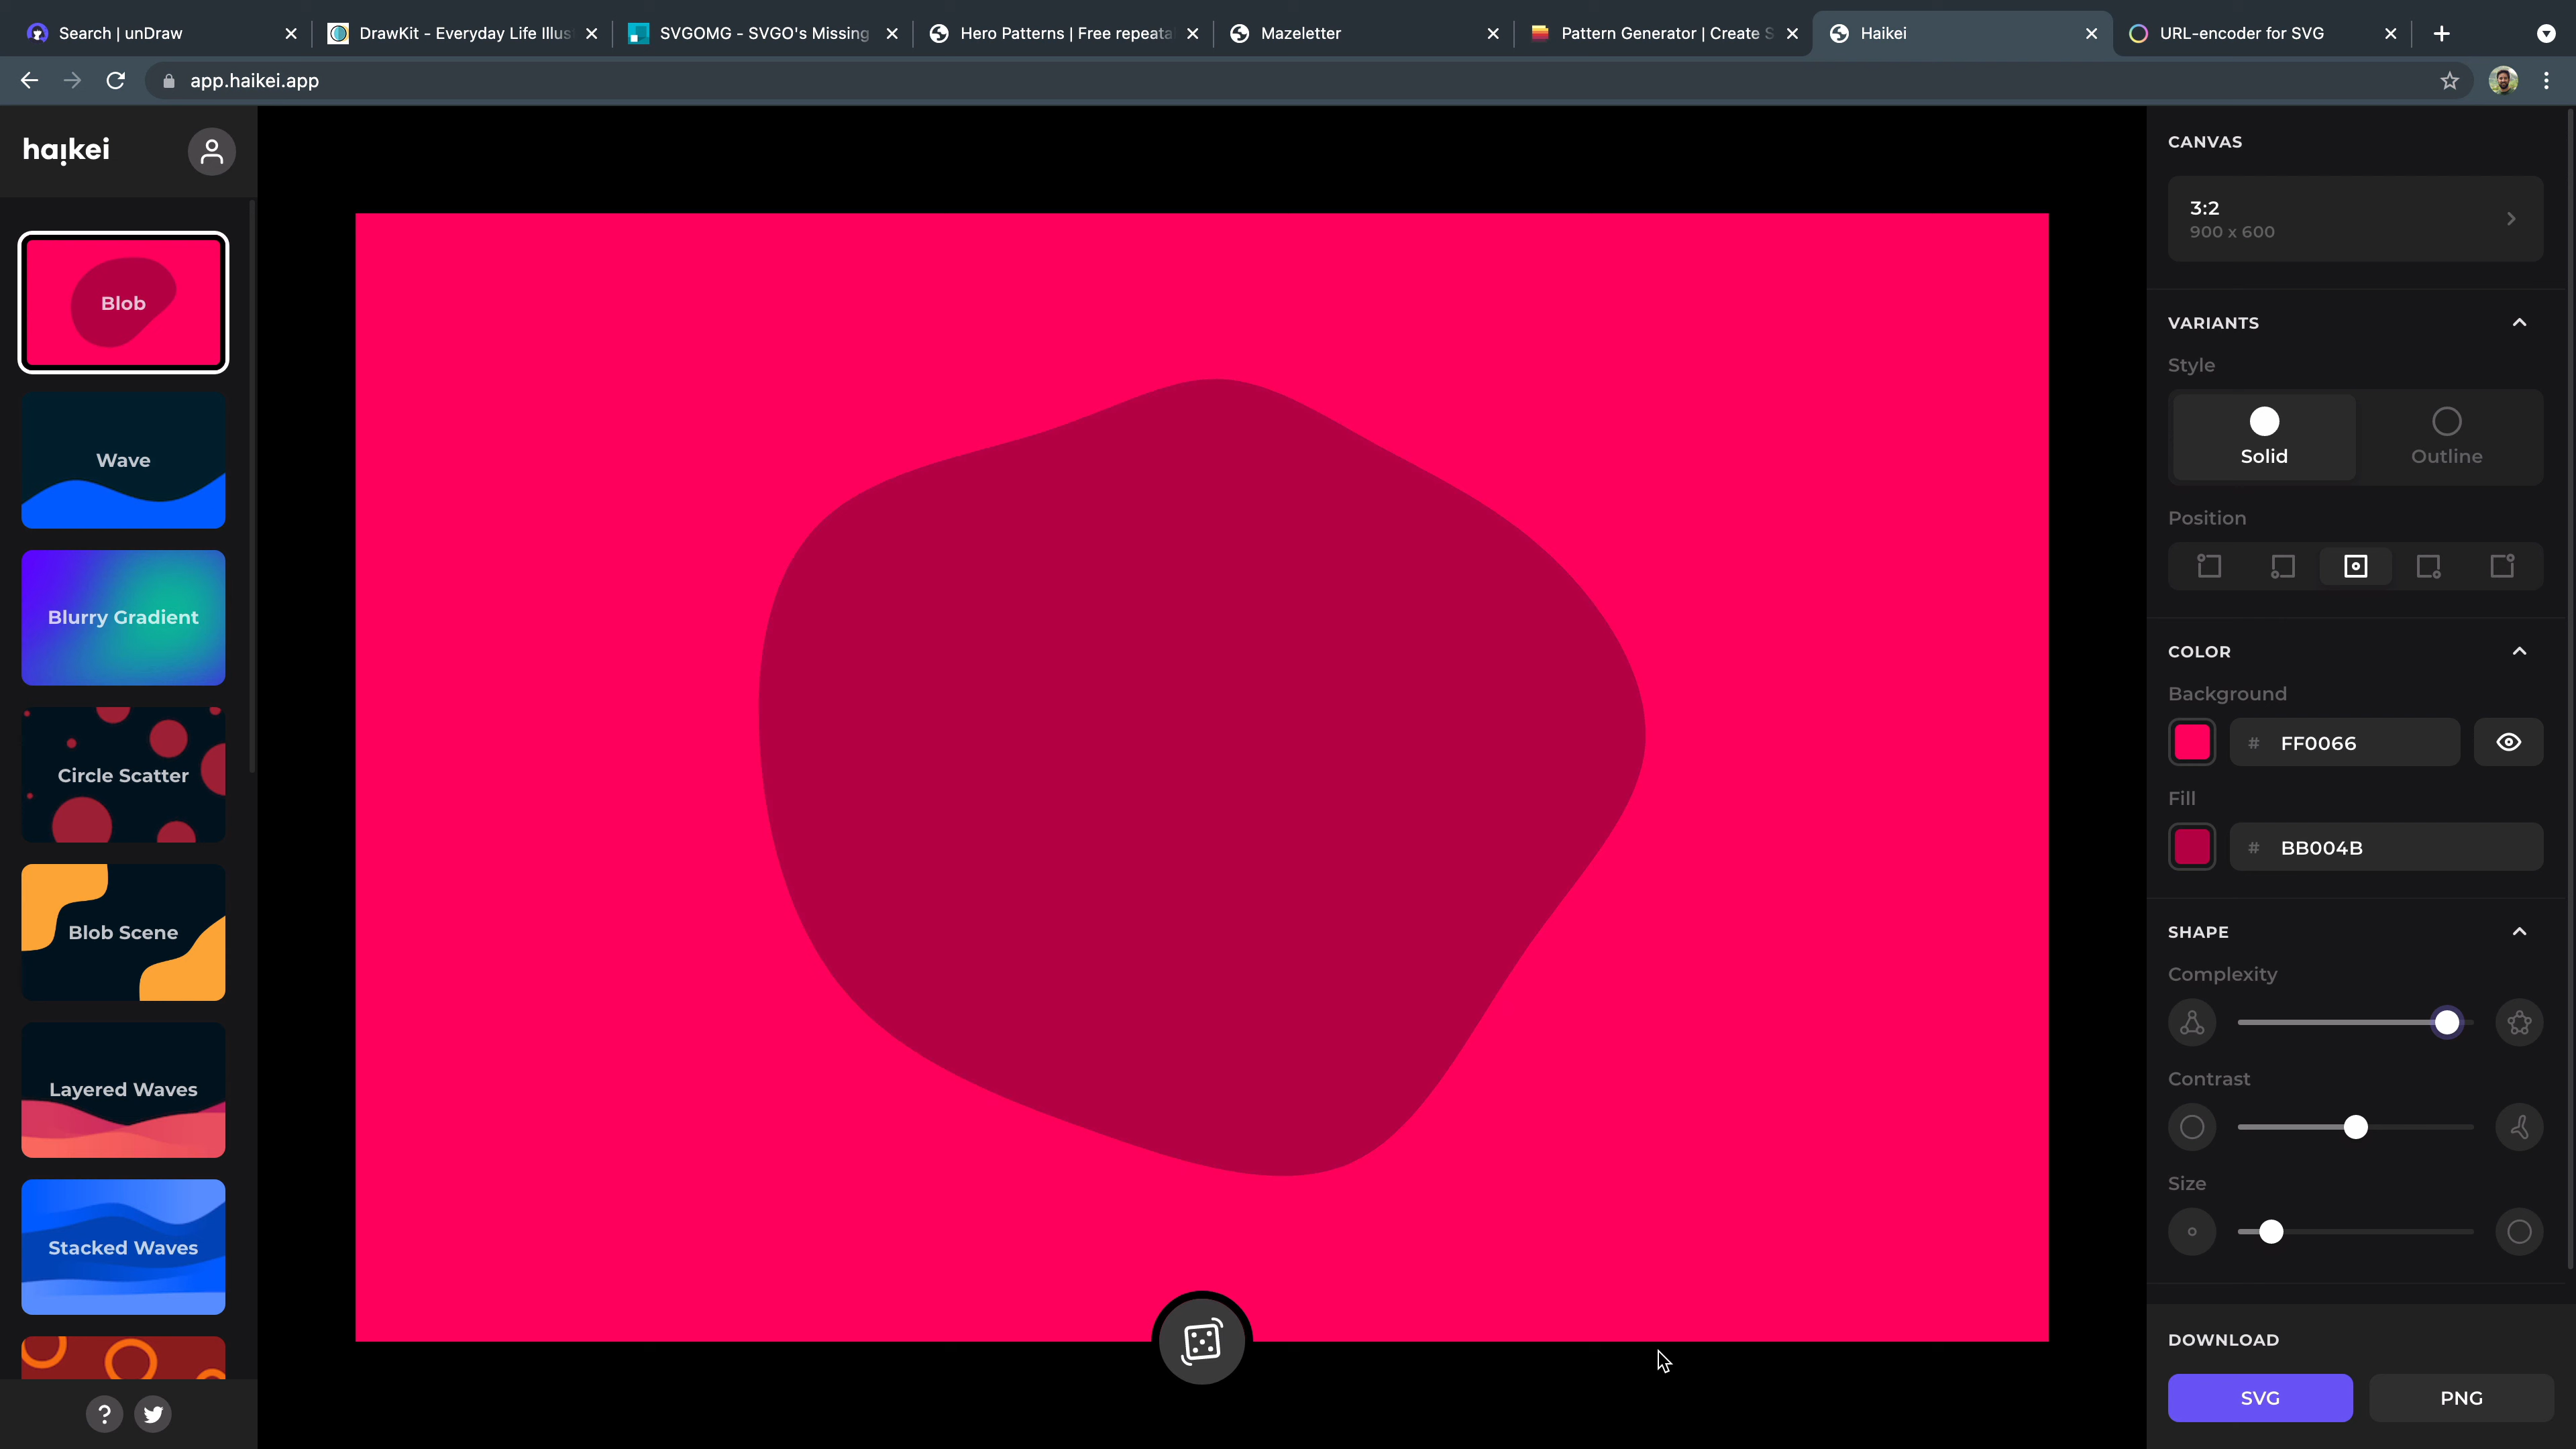 Search | unDraw
DrawKit - Everyday Life Illus
SVGOMG - SVGO's Missing
Hero Patterns | Free repeata
Mazeletter
Pattern Generator | Create S
Haikei
URL-encoder for SVG
app.haikei.app
haikei
Blob
Wave
Blurry Gradient
Circle Scatter
Blob Scene
Layered Waves
Stacked Waves
?
CANVAS
3:2
900 x 600
VARIANTS
Style
Solid
Outline
Position
COLOR
Background
# FF0066
Fill
# BB004B
SHAPE
Complexity
Contrast
Size
DOWNLOAD
SVG
PNG